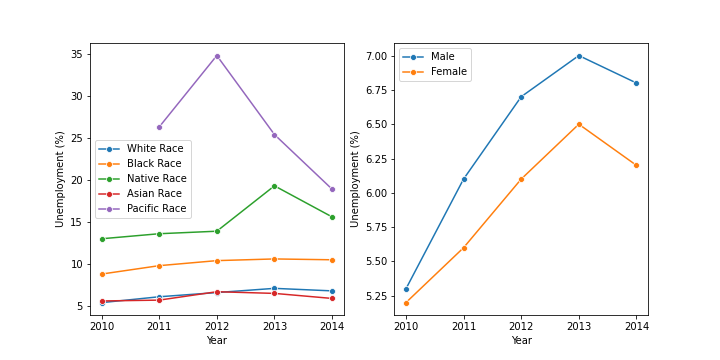 35
30
25
20
15
10
5
Unemployment (%)
White Race
Black Race
Native Race
Asian Race
Pacific Race
2010 2011 2012 2013 2014
Year
7.00
6.75
6.50
6.25
6.00
5.75
5.50
5.25
Unemployment (%)
Male
Female
2010 2011 2012 2013 2014
Year